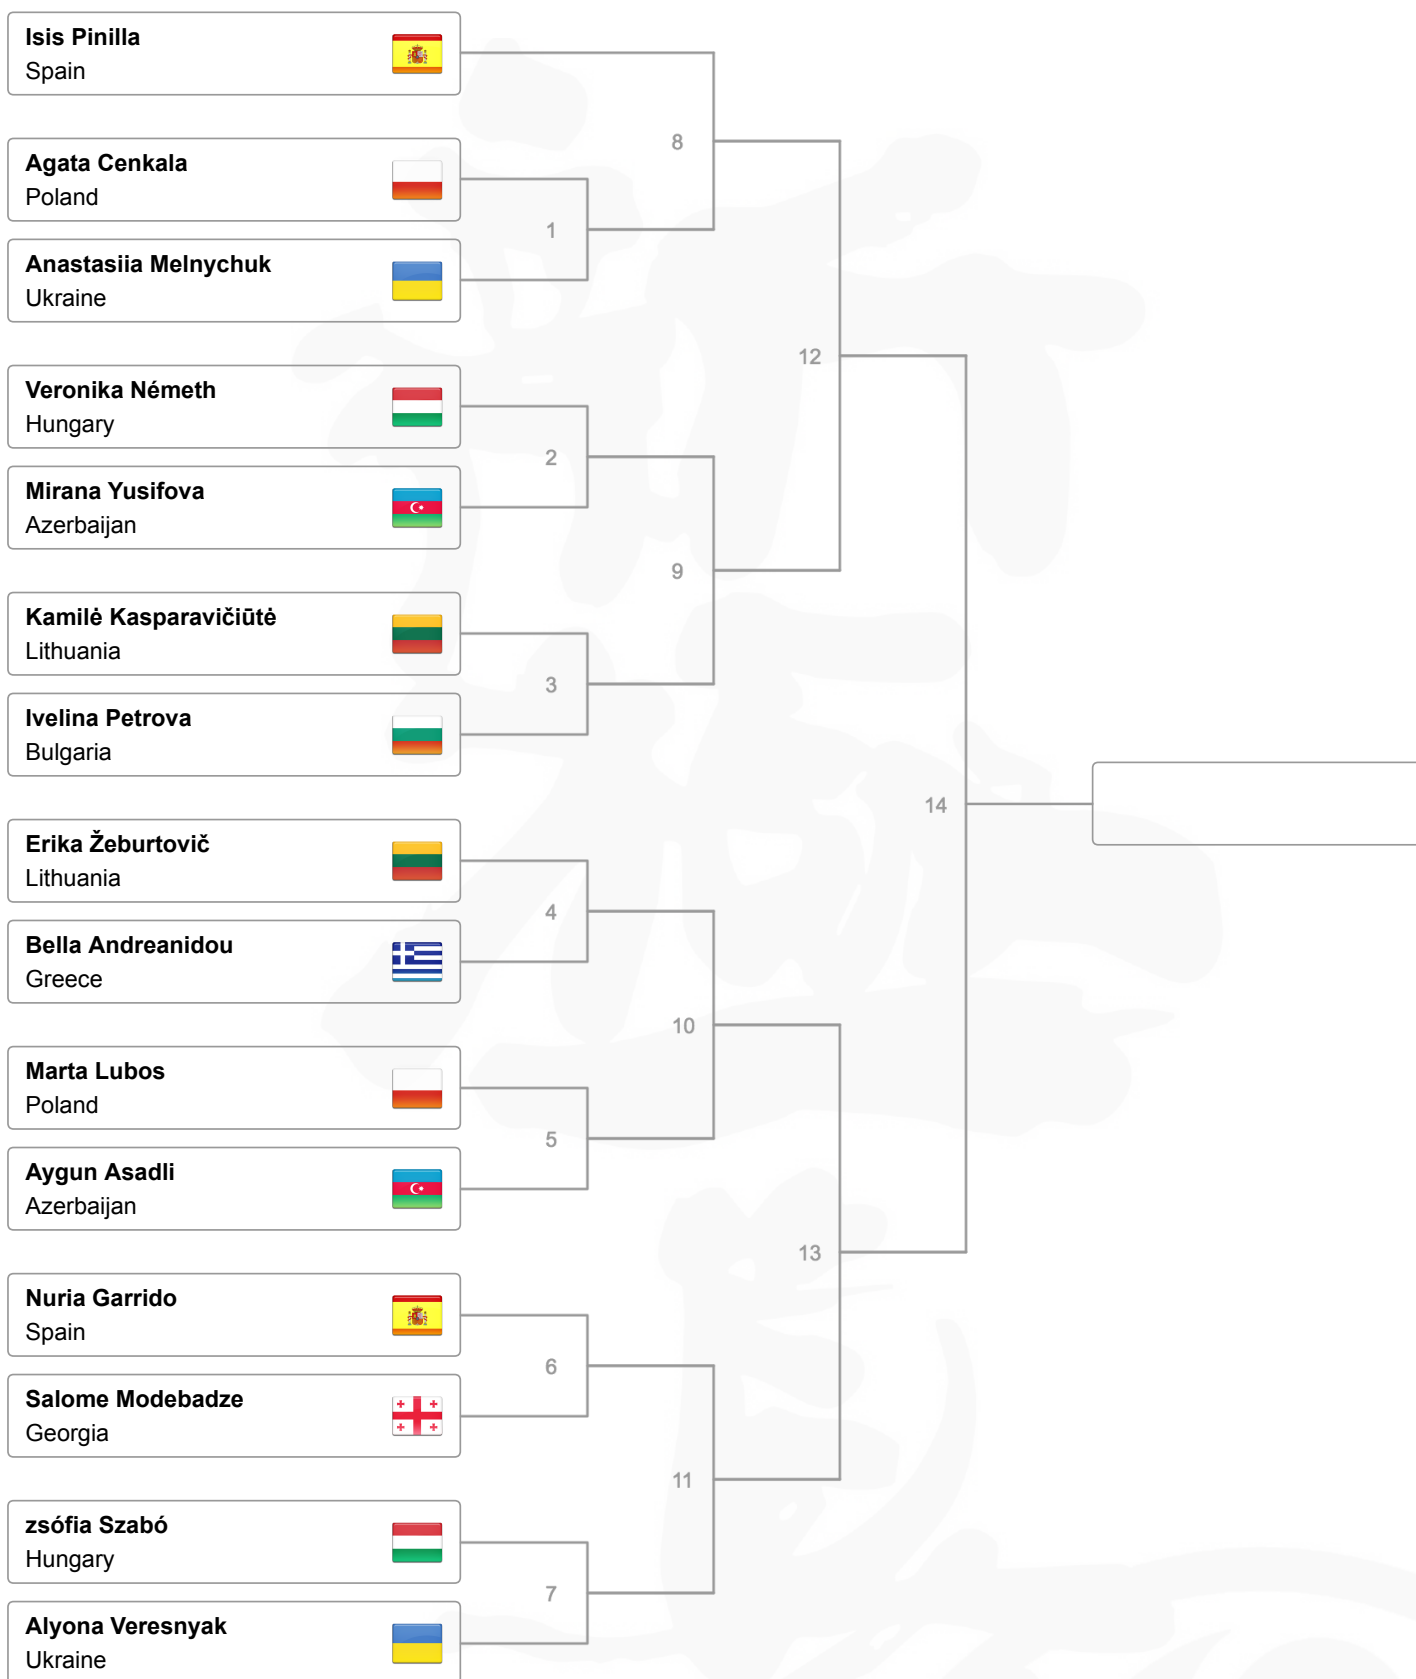 Isis Pinilla
Spain
8
Agata Cenkala
Poland
1
Anastasiia Melnychuk
Ukraine
12
Veronika Németh
Hungary
2
Mirana Yusifova
Azerbaijan
9
Kamilė Kasparavičiūtė
Lithuania
3
Ivelina Petrova
Bulgaria
14
Erika Žeburtovič
Lithuania
4
Bella Andreanidou
Greece
10
Marta Lubos
Poland
5
Aygun Asadli
Azerbaijan
13
Nuria Garrido
Spain
6
Salome Modebadze
Georgia
11
zsófia Szabó
Hungary
7
Alyona Veresnyak
Ukraine